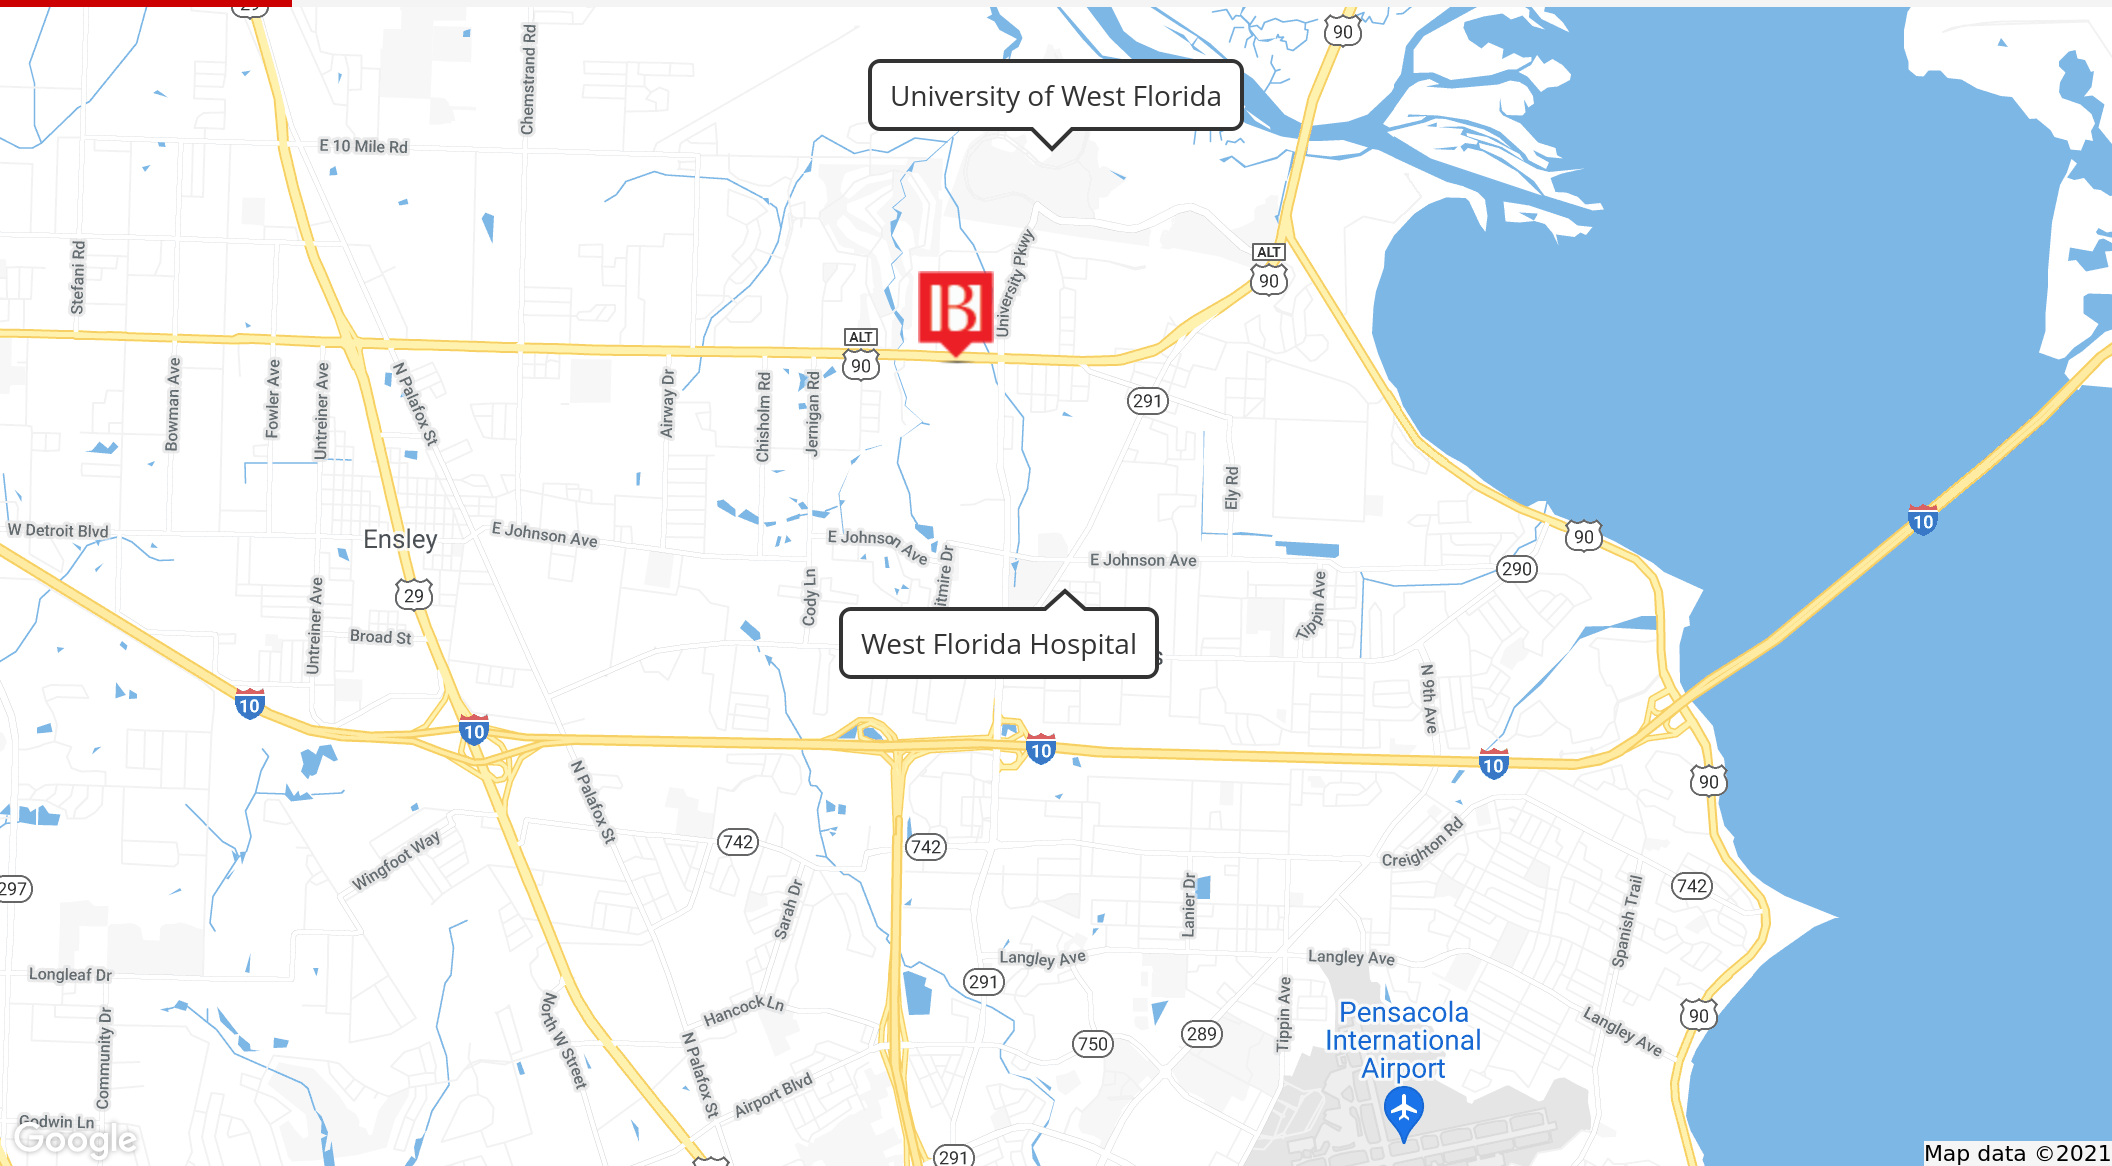 29
90
Chemstrand Rd
University of West Florida
E 10 Mile Rd
Stefani Rd
University Pkwy
ALT
90
B
ALT
90
Bowman Ave
Fowler Ave
Untreiner Ave
N Palafox St
Airway Dr
Chisholm Rd
Jernigan Rd
291
Ely Rd
W Detroit Blvd
Ensley
E Johnson Ave
E Johnson Ave
E Johnson Ave
10
90
290
29
Untreiner Ave
Broad St
Cody Ln
itmire Dr
Tippin Ave
West Florida Hospital
s
N 9th Ave
10
10
10
10
90
N Palafox St
Wingfoot Way
742
742
Creighton Rd
297
Sarah Dr
Lanier Dr
742
Spanish Trail
Longleaf Dr
Langley Ave
Langley Ave
291
Community Dr
North W Street
Hancock Ln
N Palafox St
Airport Blvd
750
289
Tippin Ave
Pensacola
International
Airport
Langley Ave
90
Godwin Ln
Google
291
Map data ©2021